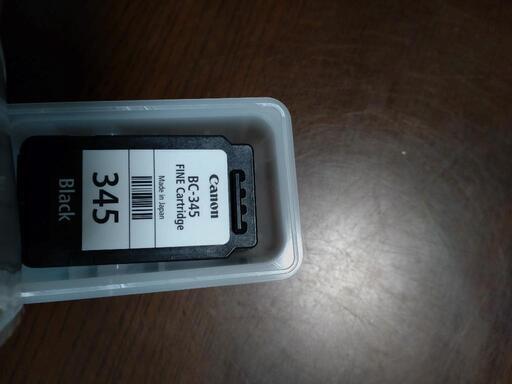 Canon
BC-345
FINE Cartridge
Made in Japan
345
Black